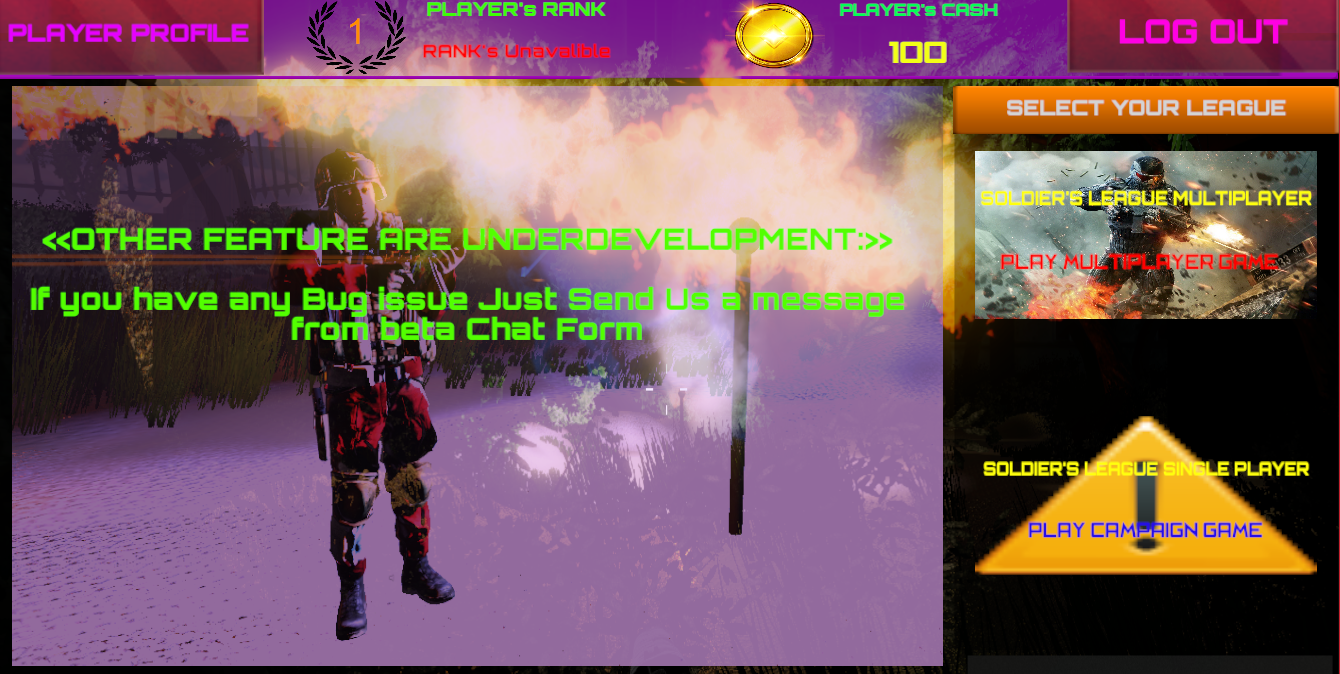 PLAYER PROFILE
1
PLAYER's RANK
RANK's Unavalible
PLAYER's CASH
100
LOG OUT
SELECT YOUR LEAGUE
<<OTHER FEATURE ARE UNDERDEVELOPMENT:>>
If you have any Bug issue Just Send Us a message
from beta Chat Form
SOLDIER'S LEAGUE MULTIPLAYER
PLAY MULTIPLAYER GAME
SOLDIER'S LEAGUE SINGLE PLAYER
PLAY CAMPAIGN GAME